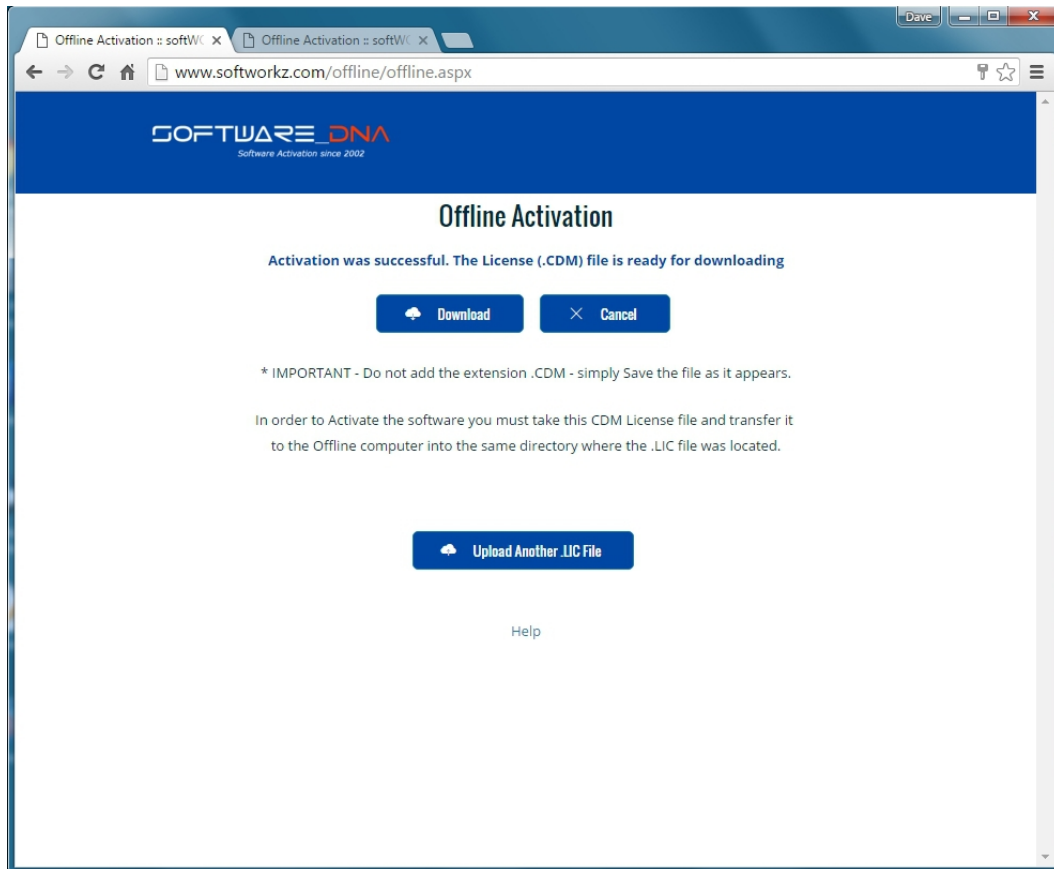 Dave
Offline Activation :: softW
Offline Activation :: softW
www.softworkz.com/offline/offline.aspx
SOFTWARE_DNA
Software Activation since 2002
Offline Activation
Activation was successful. The License (.CDM) file is ready for downloading
Download
Cancel
* IMPORTANT - Do not add the extension .CDM - simply Save the file as it appears.
In order to Activate the software you must take this CDM License file and transfer it
to the Offline computer into the same directory where the .LIC file was located.
Upload Another .LIC File
Help